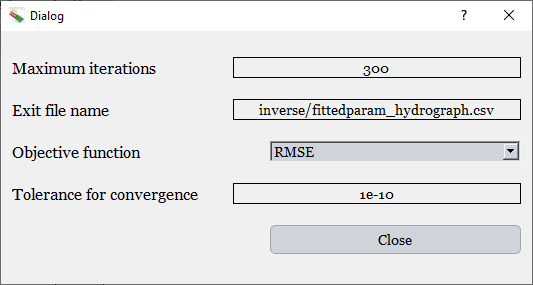 Dialog
?
Maximum iterations 300
Exit file name inverse/fittedparam_hydrograph.csv
Objective function RMSE
Tolerance for convergence 1e-10
Close